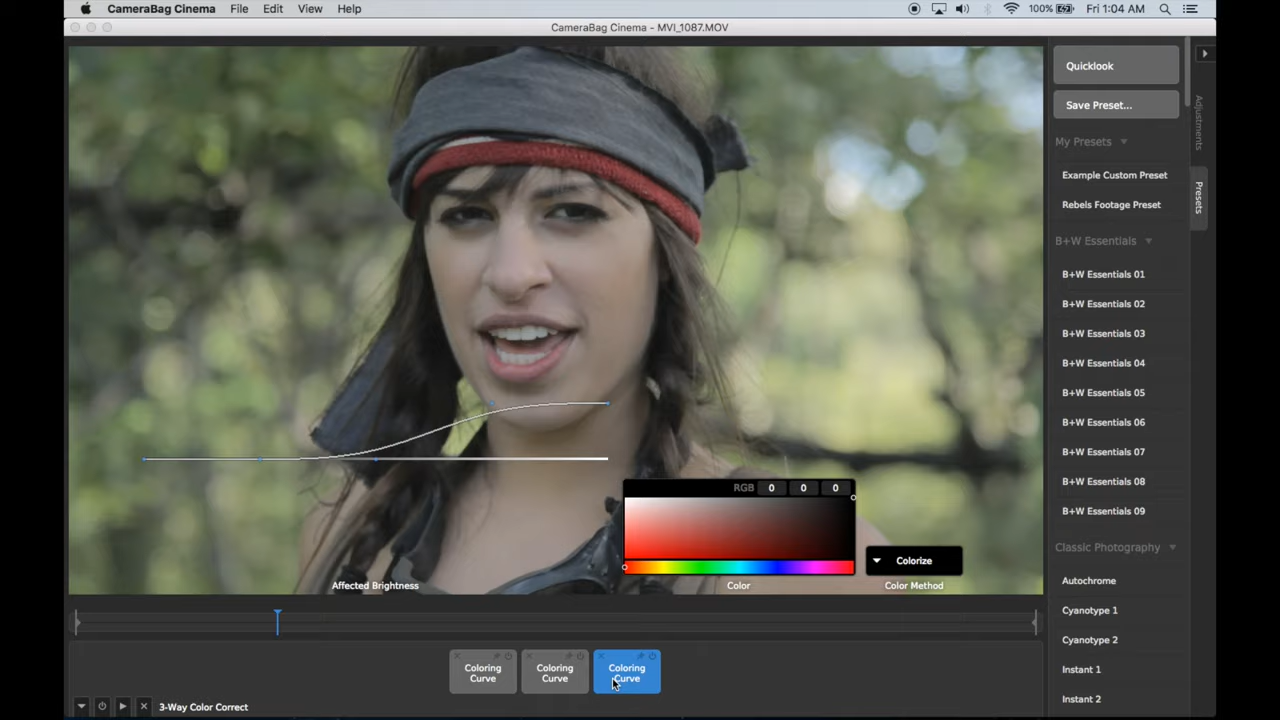 CameraBag Cinema File Edit View Help 100% Fri 1:04 AM
CameraBag Cinema - MVI_1087.MOV
Quicklook
Save Preset...
My Presets
Example Custom Preset
Rebels Footage Preset
B+W Essentials
B+W Essentials 01
B+W Essentials 02
B+W Essentials 03
B+W Essentials 04
B+W Essentials 05
B+W Essentials 06
B+W Essentials 07
B+W Essentials 08
B+W Essentials 09
Classic Photography
Autochrome
Cyanotype 1
Cyanotype 2
Instant 1
Instant 2
Adjustments
Presets
RGB 0 0 0
Colorize
Affected Brightness Color Color Method
Coloring Coloring Coloring
Curve Curve Curve
3-Way Color Correct